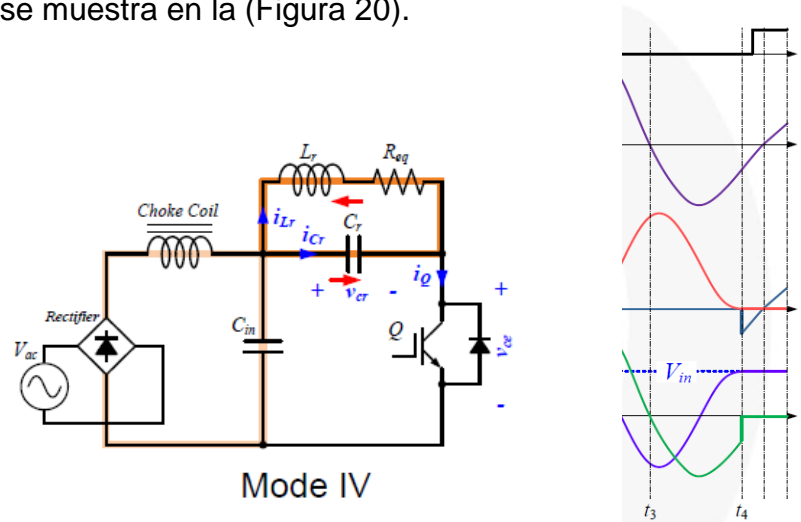 se muestra en la (Figura 20).
Lr
Req
Choke Coil
iLr
iCr
Cr
+ vcr -
iQ
+
Rectifier
Cin
Q
vce
Vac
-
Mode IV
Vin
t3
t4